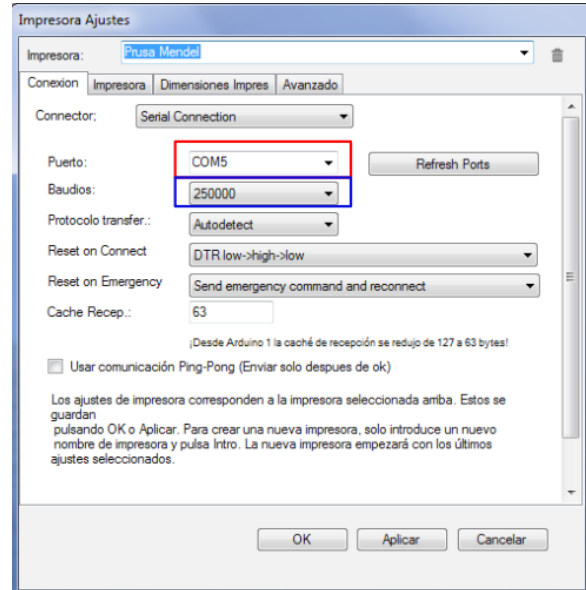 Impresora Ajustes
Impresora: Prusa Mendel
Conexion Impresora Dimensiones Impres Avanzado
Connector; Serial Connection
Puerto: COM5 Refresh Ports
Baudios: 250000
Protocolo transfer.: Autodetect
Reset on Connect DTR low->high->low
Reset on Emergency Send emergency command and reconnect
Cache Recep.: 63
¡Desde Arduino 1 la caché de recepción se redujo de 127 a 63 bytes!
Usar comunicación Ping-Pong (Enviar solo despues de ok)
Los ajustes de impresora corresponden a la impresora seleccionada arriba. Estos se
guardan
pulsando OK o Aplicar. Para crear una nueva impresora, solo introduce un nuevo
nombre de impresora y pulsa Intro. La nueva impresora empezará con los últimos
ajustes seleccionados.
OK Aplicar Cancelar